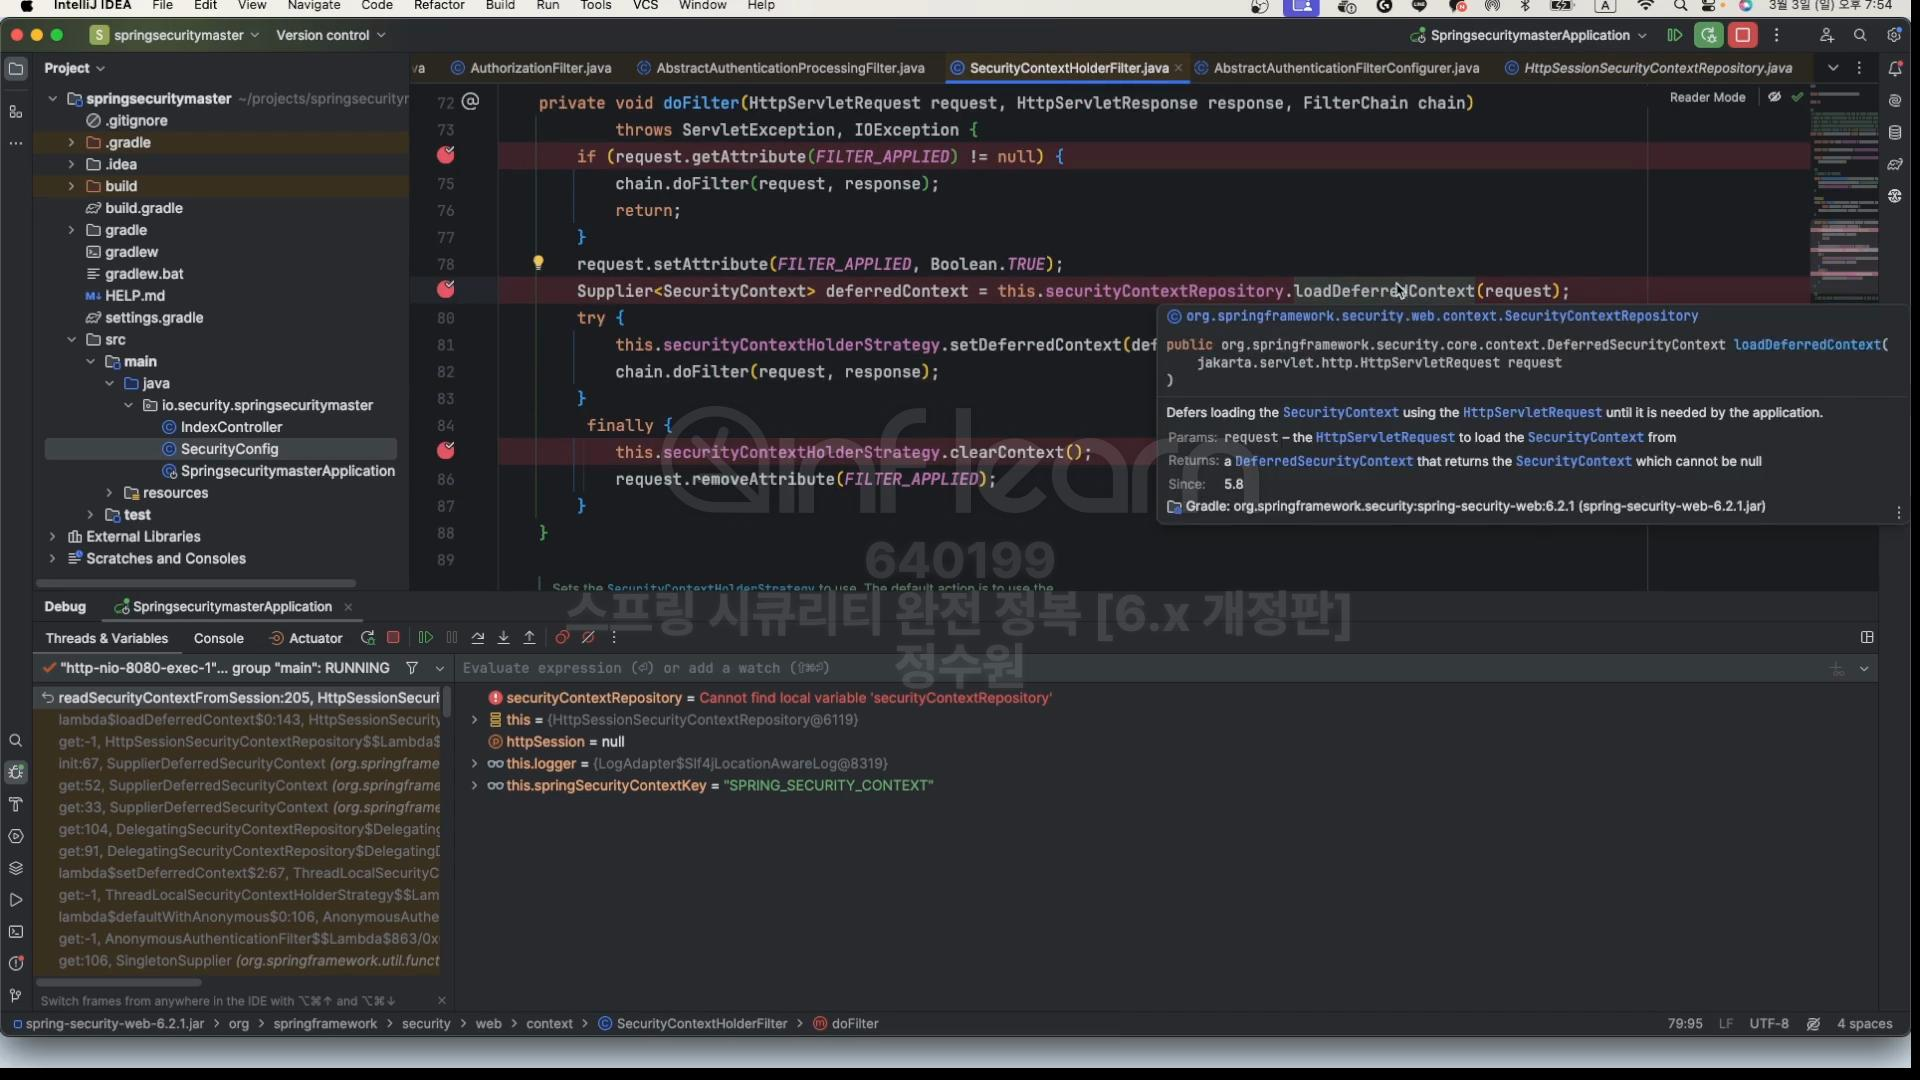 IntelliJ IDEA File Edit View Navigate Code Refactor Build Run Tools VCS Window Help 3월 3일 (일) 오후 7:54
S springsecuritymaster Version control SpringsecuritymasterApplication
Project
va AuthorizationFilter.java AbstractAuthenticationProcessingFilter.java SecurityContextHolderFilter.java AbstractAuthenticationFilterConfigurer.java HttpSessionSecurityContextRepository.java
Reader Mode
springsecuritymaster ~/projects/springsecurityr
.gitignore
.gradle
.idea
build
build.gradle
gradle
gradlew
gradlew.bat
M↓ HELP.md
settings.gradle
src
main
java
io.security.springsecuritymaster
IndexController
SecurityConfig
SpringsecuritymasterApplication
resources
test
External Libraries
Scratches and Consoles
72 @ private void doFilter(HttpServletRequest request, HttpServletResponse response, FilterChain chain)
73 throws ServletException, IOException {
if (request.getAttribute(FILTER_APPLIED) != null) {
75 chain.doFilter(request, response);
76 return;
77 }
78 request.setAttribute(FILTER_APPLIED, Boolean.TRUE);
Supplier<SecurityContext> deferredContext = this.securityContextRepository.loadDeferredContext(request);
80 try {
81 this.securityContextHolderStrategy.setDeferredContext(def
82 chain.doFilter(request, response);
83 }
84 finally {
this.securityContextHolderStrategy.clearContext();
86 request.removeAttribute(FILTER_APPLIED);
87 }
88 }
89
Sets the SecurityContextHolderStrategy to use. The default action is to use the
org.springframework.security.web.context.SecurityContextRepository
public org.springframework.security.core.context.DeferredSecurityContext loadDeferredContext(
jakarta.servlet.http.HttpServletRequest request
)
Defers loading the SecurityContext using the HttpServletRequest until it is needed by the application.
Params: request – the HttpServletRequest to load the SecurityContext from
Returns: a DeferredSecurityContext that returns the SecurityContext which cannot be null
Since: 5.8
Gradle: org.springframework.security:spring-security-web:6.2.1 (spring-security-web-6.2.1.jar)
inflearn
640199
스프링 시큐리티 완전 정복 [6.x 개정판]
정수원
Debug SpringsecuritymasterApplication
Threads & Variables Console Actuator
"http-nio-8080-exec-1"... group "main": RUNNING
Evaluate expression (⏎) or add a watch (⇧⌘⏎)
readSecurityContextFromSession:205, HttpSessionSecuri
lambda$loadDeferredContext$0:143, HttpSessionSecurity
get:-1, HttpSessionSecurityContextRepository$$Lambda$
init:67, SupplierDeferredSecurityContext (org.springframe
get:52, SupplierDeferredSecurityContext (org.springframe
get:33, SupplierDeferredSecurityContext (org.springframe
get:104, DelegatingSecurityContextRepository$Delegating
get:91, DelegatingSecurityContextRepository$DelegatingD
lambda$setDeferredContext$2:67, ThreadLocalSecurityC
get:-1, ThreadLocalSecurityContextHolderStrategy$$Lam
lambda$defaultWithAnonymous$0:106, AnonymousAuthe
get:-1, AnonymousAuthenticationFilter$$Lambda$863/0x
get:106, SingletonSupplier (org.springframework.util.funct
securityContextRepository = Cannot find local variable 'securityContextRepository'
this = {HttpSessionSecurityContextRepository@6119}
httpSession = null
this.logger = {LogAdapter$Slf4jLocationAwareLog@8319}
this.springSecurityContextKey = "SPRING_SECURITY_CONTEXT"
Switch frames from anywhere in the IDE with ⌥⌘↑ and ⌥⌘↓
spring-security-web-6.2.1.jar > org > springframework > security > web > context > SecurityContextHolderFilter > doFilter
79:95 LF UTF-8 4 spaces